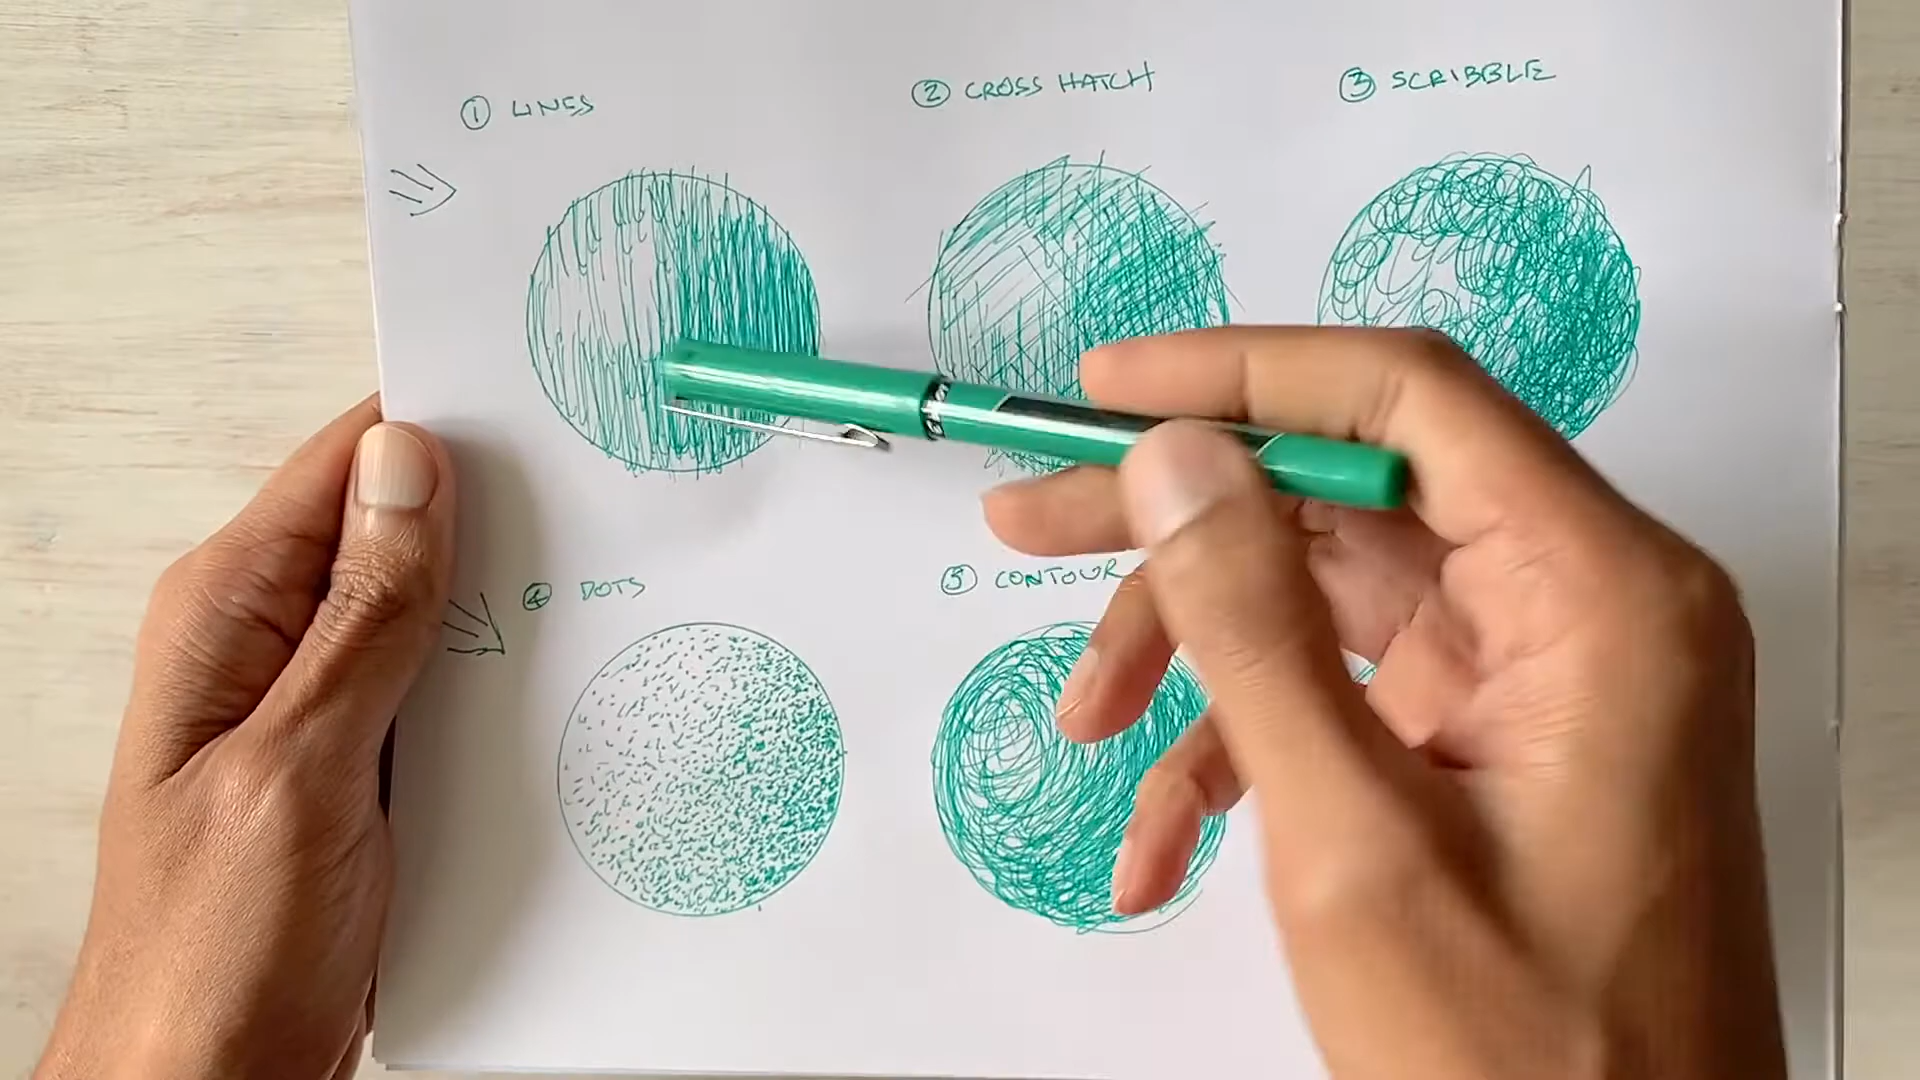 ① LINES
② CROSS HATCH
③ SCRIBBLE
④ DOTS
⑤ CONTOUR